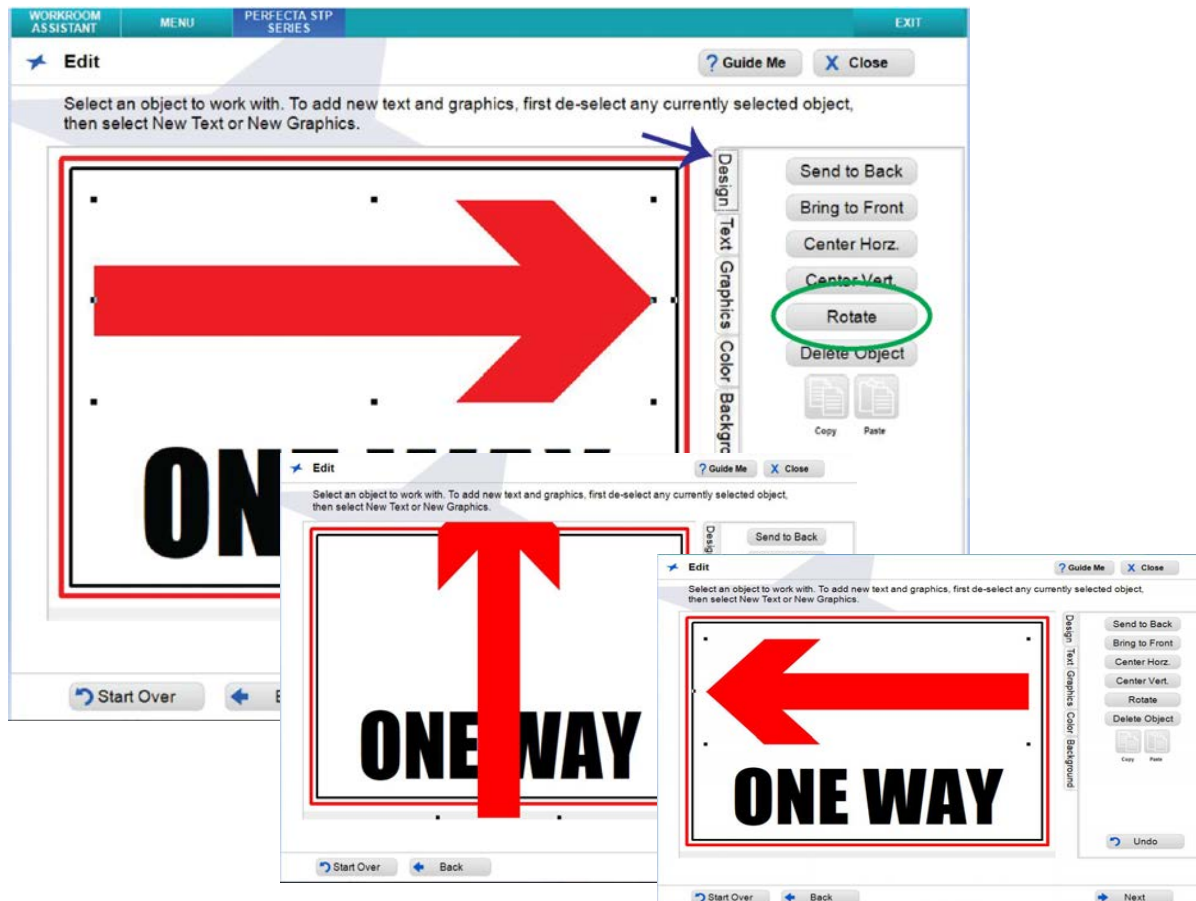 WORKROOM ASSISTANT MENU PERFECTA STP SERIES EXIT
Edit ? Guide Me X Close
Select an object to work with. To add new text and graphics, first de-select any currently selected object,
then select New Text or New Graphics.
Design
Text
Graphics
Color
Send to Back
Bring to Front
Center Horz.
Center Vert.
Rotate
Delete Object
Copy Paste
Start Over
Edit ? Guide Me X Close
Select an object to work with. To add new text and graphics, first de-select any currently selected object,
then select New Text or New Graphics.
Send to Back
ONE WAY
Start Over Back
Edit ? Guide Me X Close
Select an object to work with. To add new text and graphics, first de-select any currently selected object,
then select New Text or New Graphics.
Design
Text
Graphics
Color
Background
Send to Back
Bring to Front
Center Horz.
Center Vert.
Rotate
Delete Object
Copy Paste
ONE WAY
Undo
Start Over Back Next